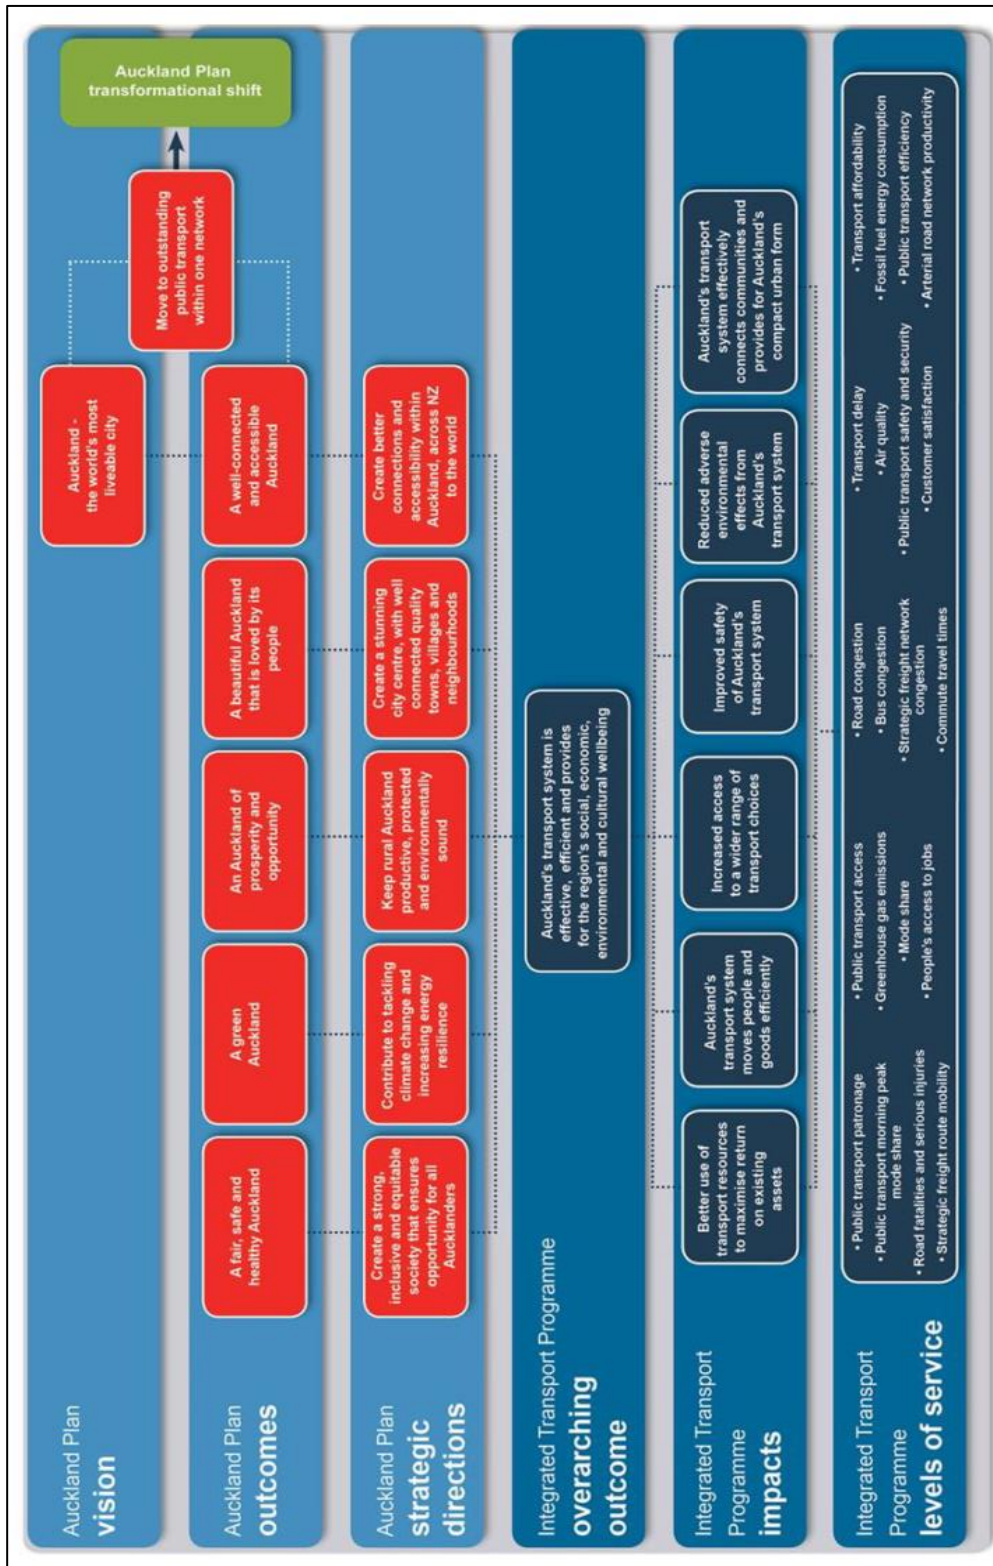 Auckland Plan
vision
Auckland -
the world's most
liveable city
Move to outstanding
public transport
within one network
Auckland Plan
transformational shift
Auckland Plan
outcomes
A fair, safe and
healthy Auckland
A green
Auckland
An Auckland of
prosperity and
opportunity
A beautiful Auckland
that is loved by its
people
A well-connected
and accessible
Auckland
Auckland Plan
strategic
directions
Create a strong,
inclusive and equitable
society that ensures
opportunity for all
Aucklanders
Contribute to tackling
climate change and
increasing energy
resilience
Keep rural Auckland
productive, protected
and environmentally
sound
Create a stunning
city centre, with well
connected quality
towns, villages and
neighbourhoods
Create better
connections and
accessibility within
Auckland, across NZ
to the world
Integrated Transport Programme
overarching
outcome
Auckland's transport system is
effective, efficient and provides
for the region's social, economic,
environmental and cultural wellbeing
Integrated Transport
Programme
impacts
Better use of
transport resources
to maximise return
on existing
assets
Auckland's
transport system
moves people and
goods efficiently
Increased access
to a wider range of
transport choices
Improved safety
of Auckland's
transport system
Reduced adverse
environmental
effects from
Auckland's
transport system
Auckland's transport
system effectively
connects communities and
provides for Auckland's
compact urban form
Integrated Transport
Programme
levels of service
• Public transport patronage
• Public transport morning peak
mode share
• Road fatalities and serious injuries
• Strategic freight route mobility
• Public transport access
• Greenhouse gas emissions
• Mode share
• People's access to jobs
• Road congestion
• Bus congestion
• Strategic freight network
congestion
• Commute travel times
• Transport delay
• Air quality
• Public transport safety and security
• Customer satisfaction
• Transport affordability
• Fossil fuel energy consumption
• Public transport efficiency
• Arterial road network productivity